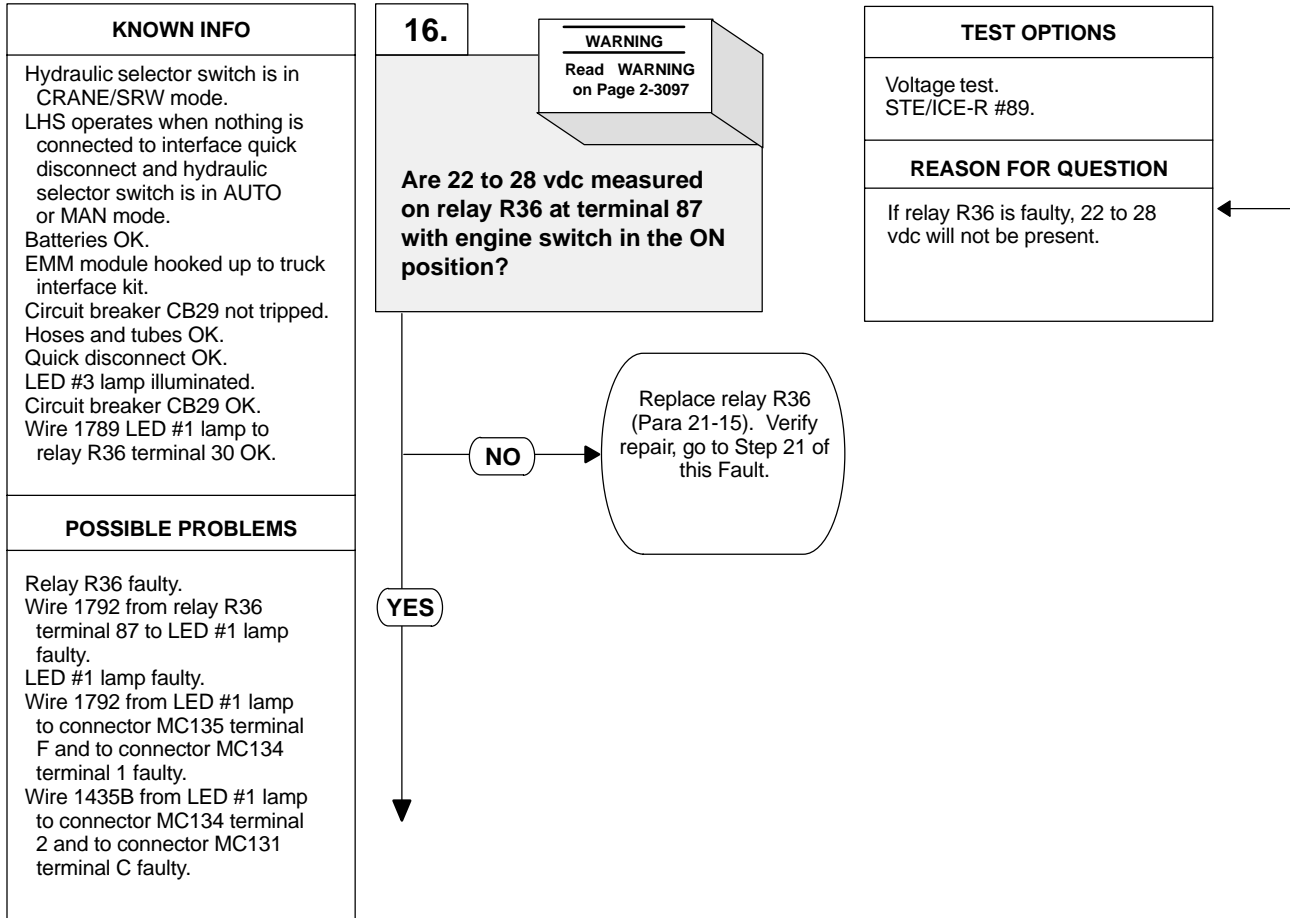 KNOWN INFO
Hydraulic selector switch is in
CRANE/SRW mode.
LHS operates when nothing is
connected to interface quick
disconnect and hydraulic
selector switch is in AUTO
or MAN mode.
Batteries OK.
EMM module hooked up to truck
interface kit.
Circuit breaker CB29 not tripped.
Hoses and tubes OK.
Quick disconnect OK.
LED #3 lamp illuminated.
Circuit breaker CB29 OK.
Wire 1789 LED #1 lamp to
relay R36 terminal 30 OK.
POSSIBLE PROBLEMS
Relay R36 faulty.
Wire 1792 from relay R36
terminal 87 to LED #1 lamp
faulty.
LED #1 lamp faulty.
Wire 1792 from LED #1 lamp
to connector MC135 terminal
F and to connector MC134
terminal 1 faulty.
Wire 1435B from LED #1 lamp
to connector MC134 terminal
2 and to connector MC131
terminal C faulty.
16.
WARNING
Read WARNING
on Page 2-3097
Are 22 to 28 vdc measured
on relay R36 at terminal 87
with engine switch in the ON
position?
NO
Replace relay R36
(Para 21-15). Verify
repair, go to Step 21 of
this Fault.
YES
TEST OPTIONS
Voltage test.
STE/ICE-R #89.
REASON FOR QUESTION
If relay R36 is faulty, 22 to 28
vdc will not be present.